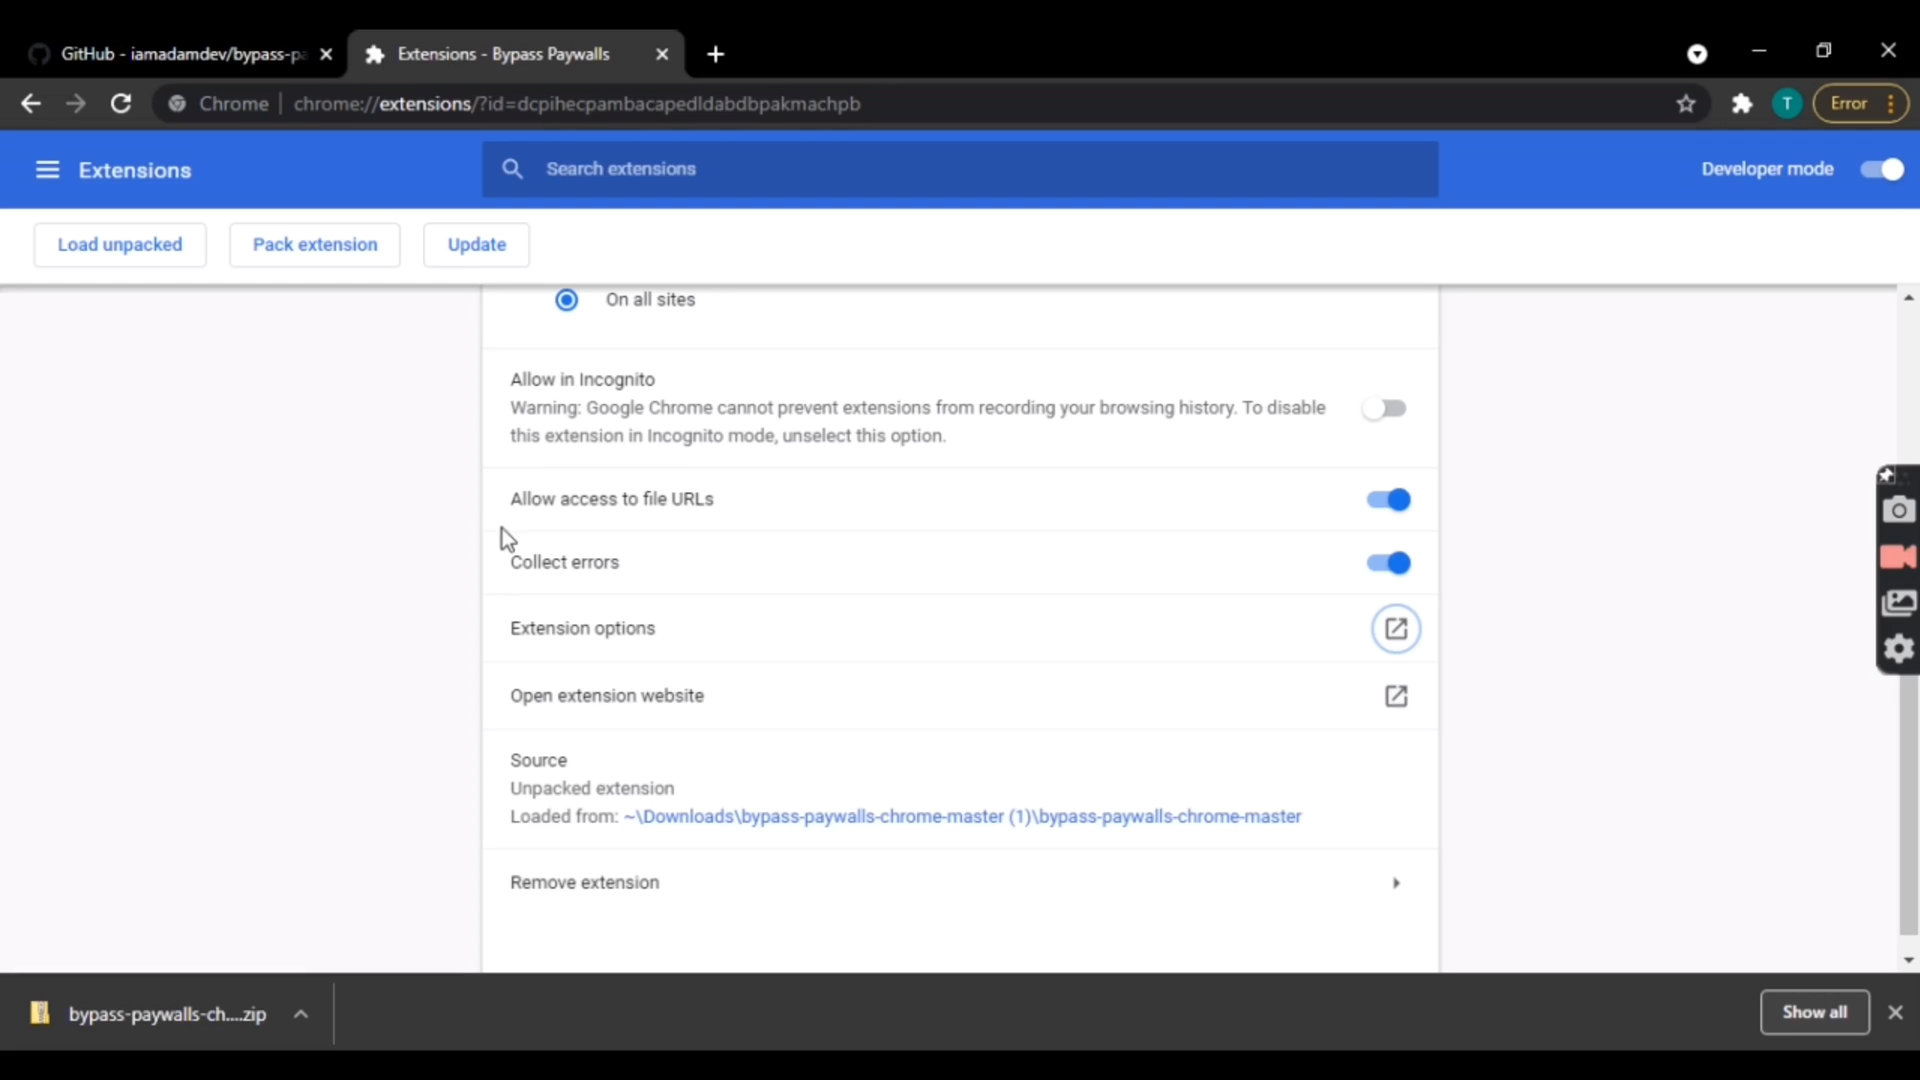 GitHub - iamadamdev/bypass-pa
Extensions - Bypass Paywalls
Chrome
chrome://extensions/?id=dcpihecpambacapedldabdbpakmachpb
T
Error
Extensions
Search extensions
Developer mode
Load unpacked
Pack extension
Update
On all sites
Allow in Incognito
Warning: Google Chrome cannot prevent extensions from recording your browsing history. To disable
this extension in Incognito mode, unselect this option.
Allow access to file URLs
Collect errors
Extension options
Open extension website
Source
Unpacked extension
Loaded from: ~\Downloads\bypass-paywalls-chrome-master (1)\bypass-paywalls-chrome-master
Remove extension
bypass-paywalls-ch....zip
Show all